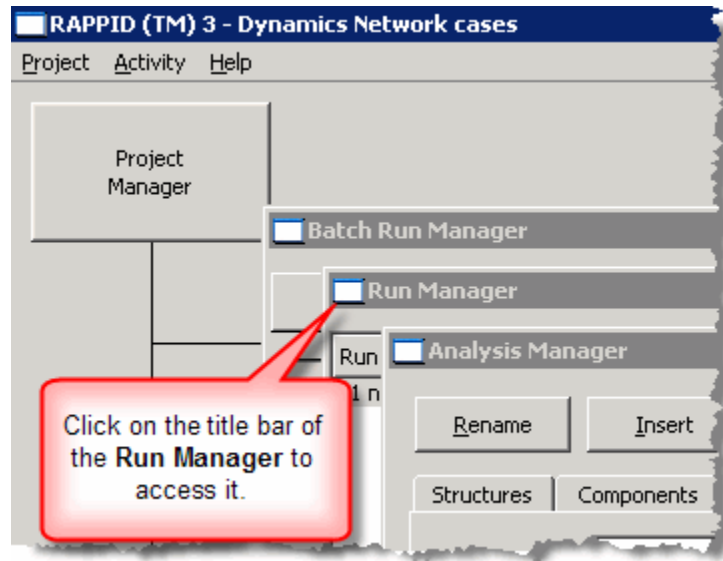 RAPPID (TM) 3 - Dynamics Network cases
Project Activity Help
Project
Manager
Batch Run Manager
Run Manager
Run
Analysis Manager
1 n
Rename Insert
Structures Components
Click on the title bar of
the Run Manager to
access it.